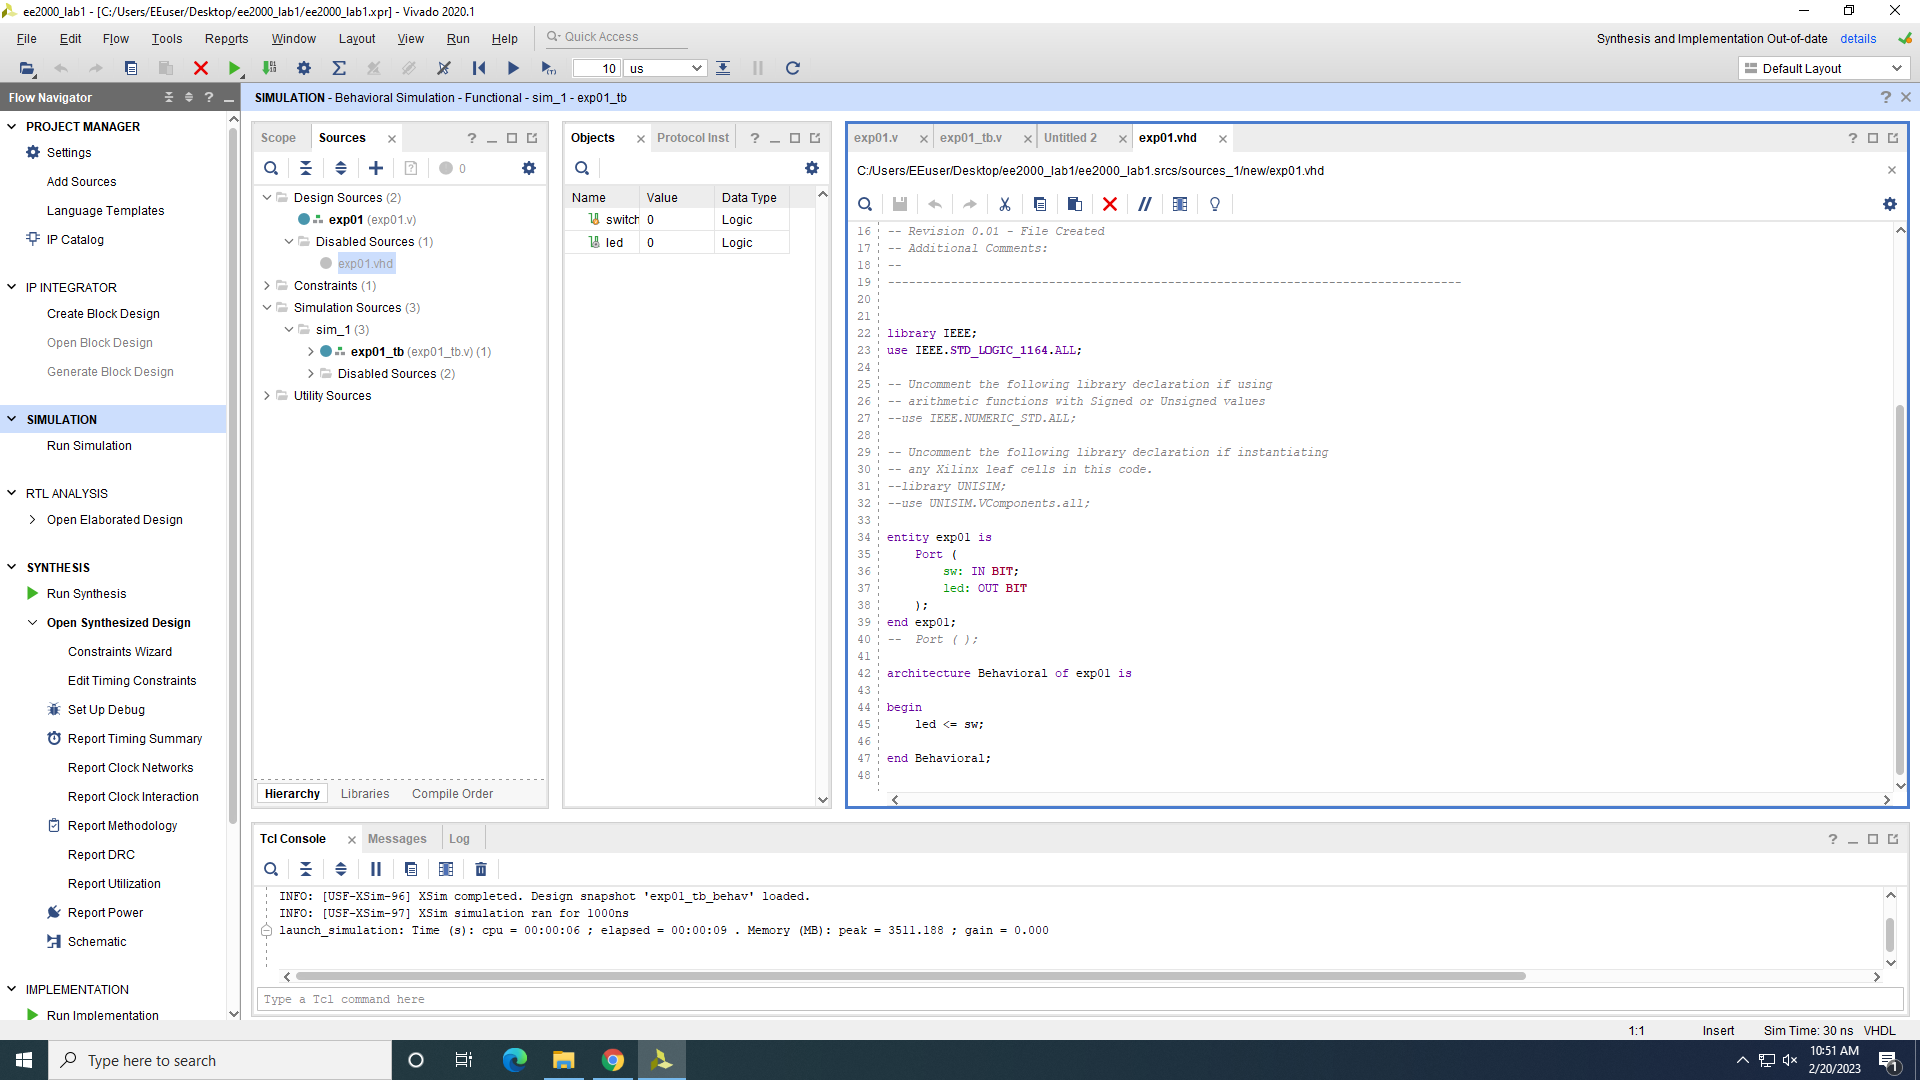 ee2000_lab1 - [C:/Users/EEuser/Desktop/ee2000_lab1/ee2000_lab1.xpr] - Vivado 2020.1
File Edit Flow Tools Reports Window Layout View Run Help Quick Access
Synthesis and Implementation Out-of-date details
10 us
Default Layout
Flow Navigator
PROJECT MANAGER
Settings
Add Sources
Language Templates
IP Catalog
IP INTEGRATOR
Create Block Design
Open Block Design
Generate Block Design
SIMULATION
Run Simulation
RTL ANALYSIS
Open Elaborated Design
SYNTHESIS
Run Synthesis
Open Synthesized Design
Constraints Wizard
Edit Timing Constraints
Set Up Debug
Report Timing Summary
Report Clock Networks
Report Clock Interaction
Report Methodology
Report DRC
Report Utilization
Report Power
Schematic
IMPLEMENTATION
Run Implementation
SIMULATION - Behavioral Simulation - Functional - sim_1 - exp01_tb
Scope Sources
0
Design Sources (2)
exp01 (exp01.v)
Disabled Sources (1)
exp01.vhd
Constraints (1)
Simulation Sources (3)
sim_1 (3)
exp01_tb (exp01_tb.v) (1)
Disabled Sources (2)
Utility Sources
Hierarchy Libraries Compile Order
Objects Protocol Inst
Name Value Data Type
switch 0 Logic
led 0 Logic
exp01.v exp01_tb.v Untitled 2 exp01.vhd
C:/Users/EEuser/Desktop/ee2000_lab1/ee2000_lab1.srcs/sources_1/new/exp01.vhd
16 -- Revision 0.01 - File Created
17 -- Additional Comments:
18 --
19 ----------------------------------------------------------------------------------
20
21
22 library IEEE;
23 use IEEE.STD_LOGIC_1164.ALL;
24
25 -- Uncomment the following library declaration if using
26 -- arithmetic functions with Signed or Unsigned values
27 --use IEEE.NUMERIC_STD.ALL;
28
29 -- Uncomment the following library declaration if instantiating
30 -- any Xilinx leaf cells in this code.
31 --library UNISIM;
32 --use UNISIM.VComponents.all;
33
34 entity exp01 is
35 Port (
36 sw: IN BIT;
37 led: OUT BIT
38 );
39 end exp01;
40 -- Port ( );
41
42 architecture Behavioral of exp01 is
43
44 begin
45 led <= sw;
46
47 end Behavioral;
48
Tcl Console Messages Log
INFO: [USF-XSim-96] XSim completed. Design snapshot 'exp01_tb_behav' loaded.
INFO: [USF-XSim-97] XSim simulation ran for 1000ns
launch_simulation: Time (s): cpu = 00:00:06 ; elapsed = 00:00:09 . Memory (MB): peak = 3511.188 ; gain = 0.000
Type a Tcl command here
1:1 Insert Sim Time: 30 ns VHDL
Type here to search
10:51 AM
2/20/2023
1